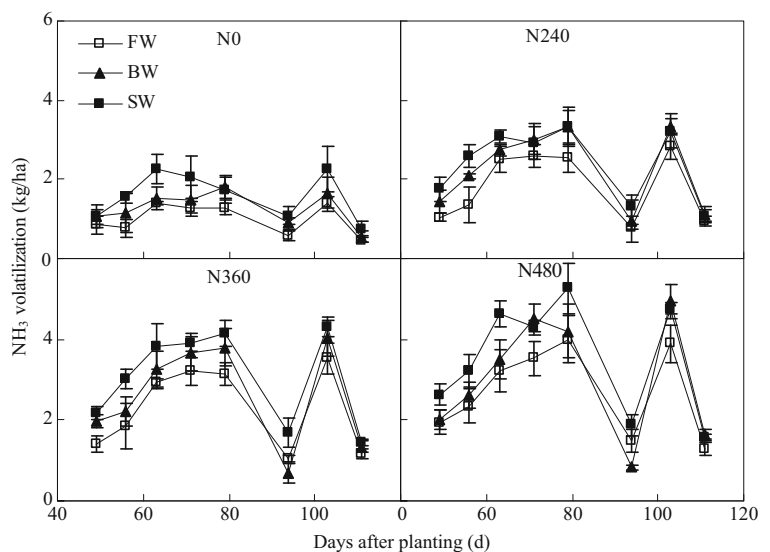 6
N0
N240
FW
BW
SW
4
2
0
N360
N480
4
2
0
40
60
80
100
0
20
40
60
80
100
120
NH₃ volatilization (kg/ha)
Days after planting (d)